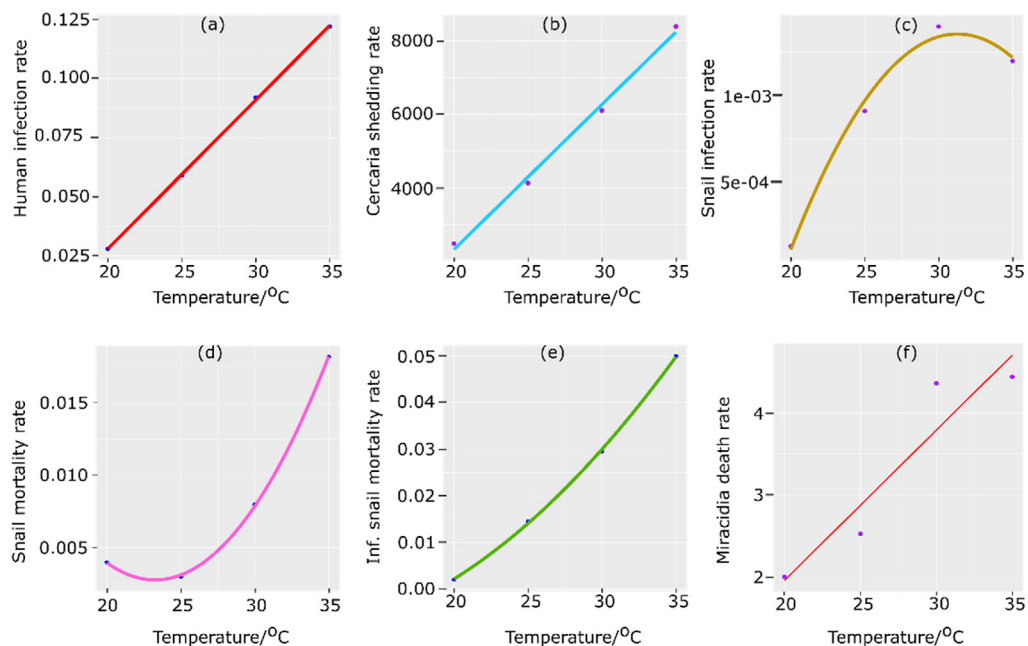 (a)
Human infection rate
0.125
0.100
0.075
0.050
0.025
20 25 30 35
Temperature/°C
(b)
Cercaria shedding rate
8000
6000
4000
20 25 30 35
Temperature/°C
(c)
Snail infection rate
1e-03
5e-04
20 25 30 35
Temperature/°C
(d)
Snail mortality rate
0.015
0.010
0.005
20 25 30 35
Temperature/°C
(e)
Inf. snail mortality rate
0.05
0.04
0.03
0.02
0.01
0.00
20 25 30 35
Temperature/°C
(f)
Miracidia death rate
4
3
2
20 25 30 35
Temperature/°C